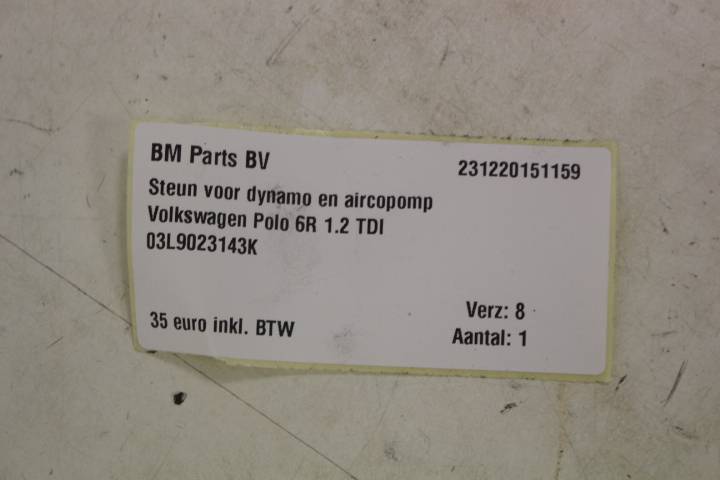 BM Parts BV
231220151159
Steun voor dynamo en aircopomp
Volkswagen Polo 6R 1.2 TDI
03L9023143K
35 euro inkl. BTW
Verz: 8
Aantal: 1